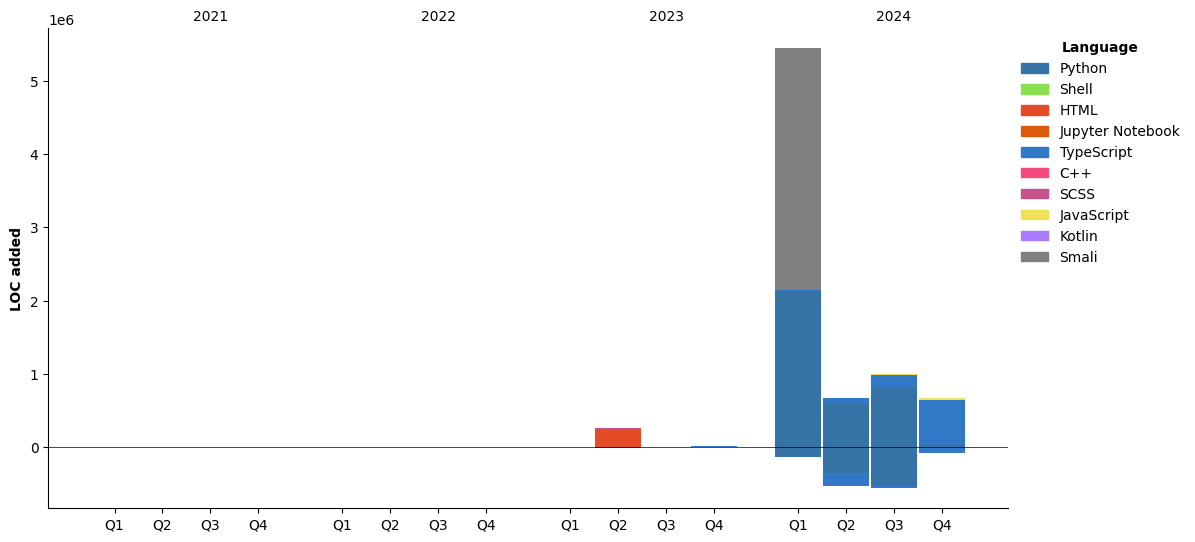 1e6
2021 2022 2023 2024
LOC added
5
4
3
2
1
0
Q1 Q2 Q3 Q4 Q1 Q2 Q3 Q4 Q1 Q2 Q3 Q4 Q1 Q2 Q3 Q4
Language
Python
Shell
HTML
Jupyter Notebook
TypeScript
C++
SCSS
JavaScript
Kotlin
Smali